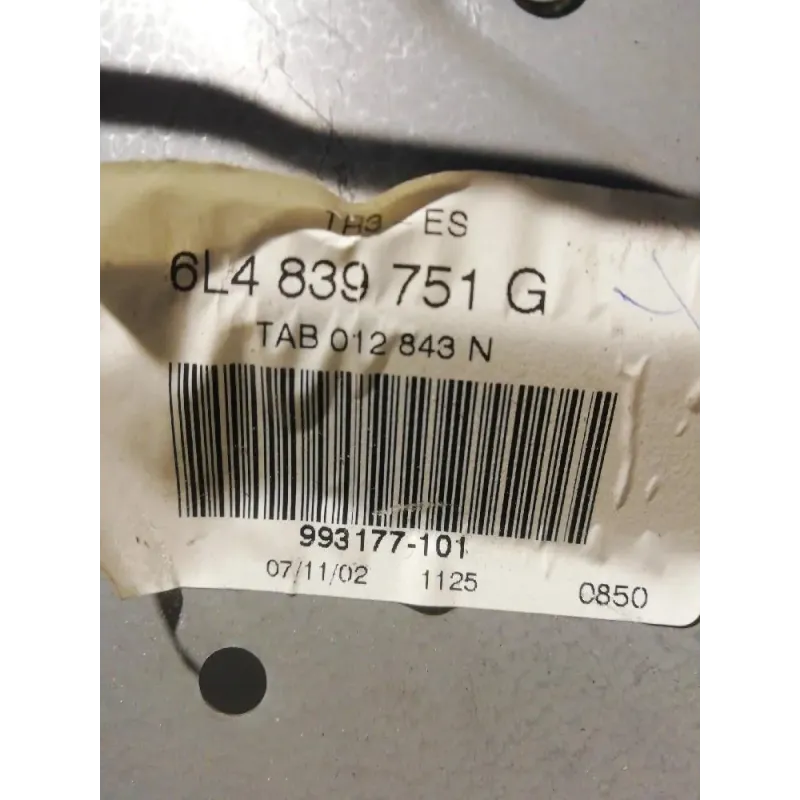 ES
6L4 839 751 G
TAB 012 843 N
993177-101
07/11/02 1125 0850